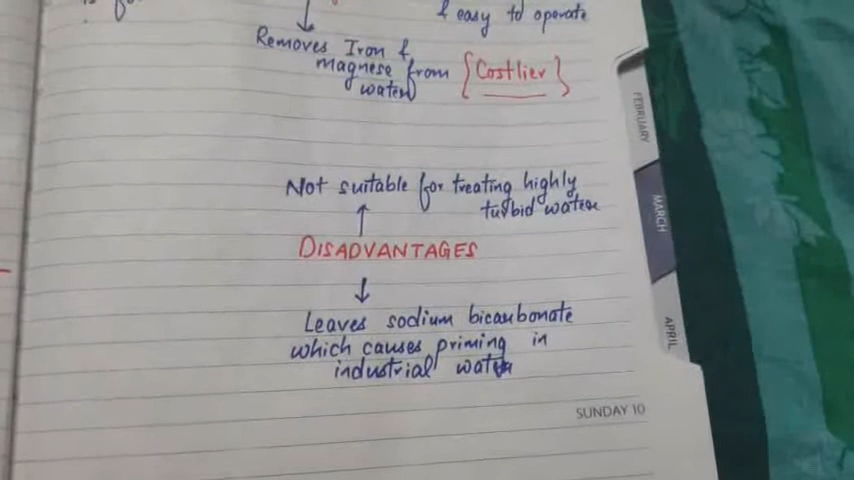 & easy to operate
Removes Iron &
magnese from
water
{Costlier}
FEBRUARY
Not suitable for treating highly
turbid water
MARCH
DISADVANTAGES
Leaves sodium bicarbonate
which causes priming in
industrial water
APRIL
SUNDAY 10